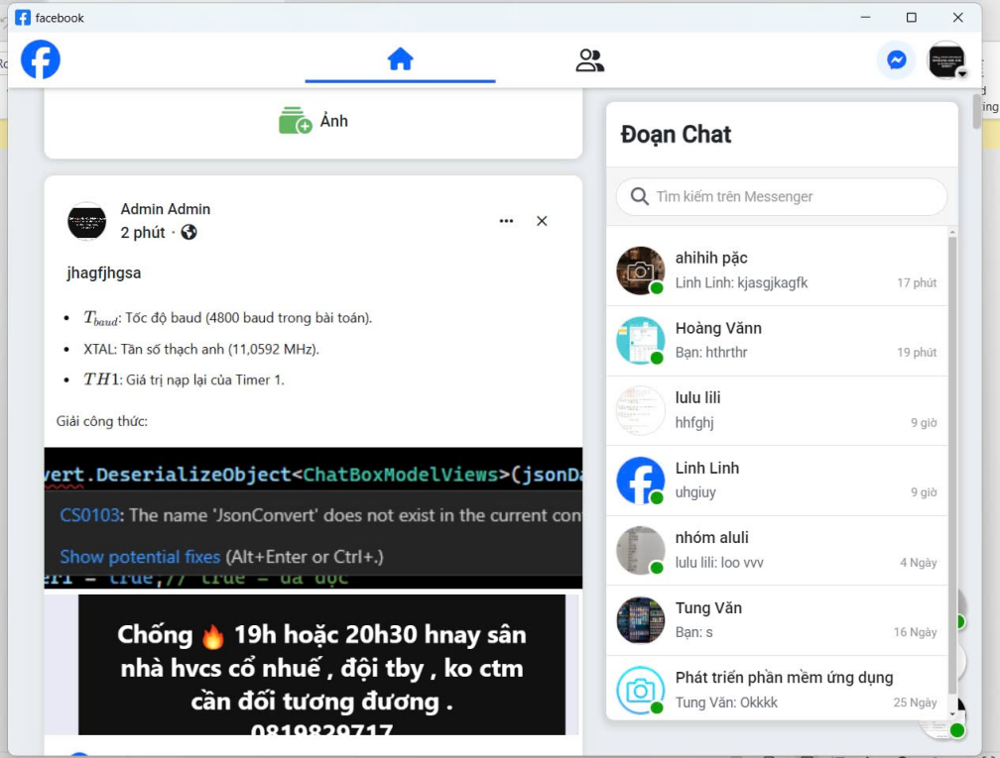 facebook
Ảnh
Admin Admin
2 phút ·
jhagfjhgsa
• T_baud: Tốc độ baud (4800 baud trong bài toán).
• XTAL: Tần số thạch anh (11,0592 MHz).
• TH1: Giá trị nạp lại của Timer 1.
Giải công thức:
vert.DeserializeObject<ChatBoxModelViews>(jsonDa
CS0103: The name 'JsonConvert' does not exist in the current con
Show potential fixes (Alt+Enter or Ctrl+.)
= true;// true = đã đọc
Chống 🔥 19h hoặc 20h30 hnay sân
nhà hvcs cổ nhuế , đội tby , ko ctm
cần đối tương đương .
0819829717
Đoạn Chat
Tìm kiếm trên Messenger
ahihih pặc
Linh Linh: kjasgjkagfk 17 phút
Hoàng Vănn
Bạn: hthrthr 19 phút
lulu lili
hhfghj 9 giờ
Linh Linh
uhgiuy 9 giờ
nhóm aluli
lulu lili: loo vvv 4 Ngày
Tung Văn
Bạn: s 16 Ngày
Phát triển phần mềm ứng dụng
Tung Văn: Okkkk 25 Ngày